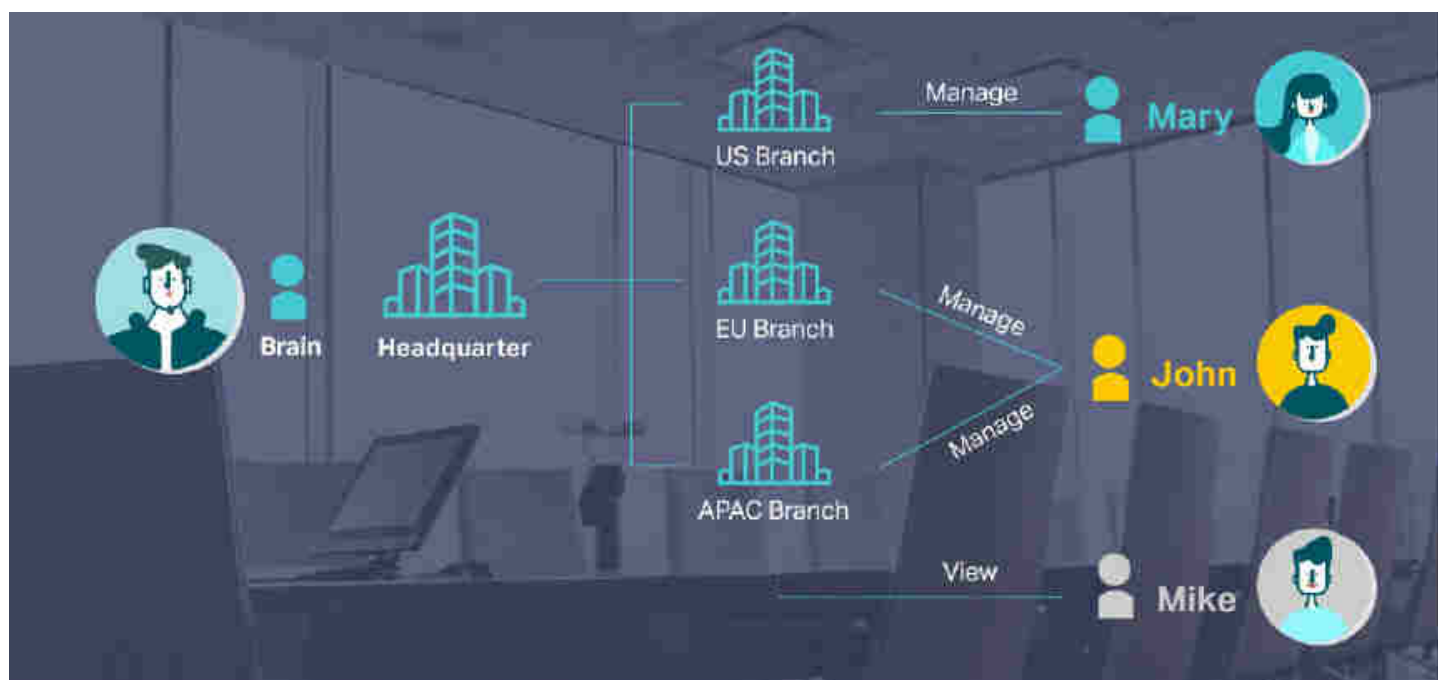 Manage
Mary
US Branch
Brain
Headquarter
EU Branch
Manage
John
Manage
APAC Branch
View
Mike